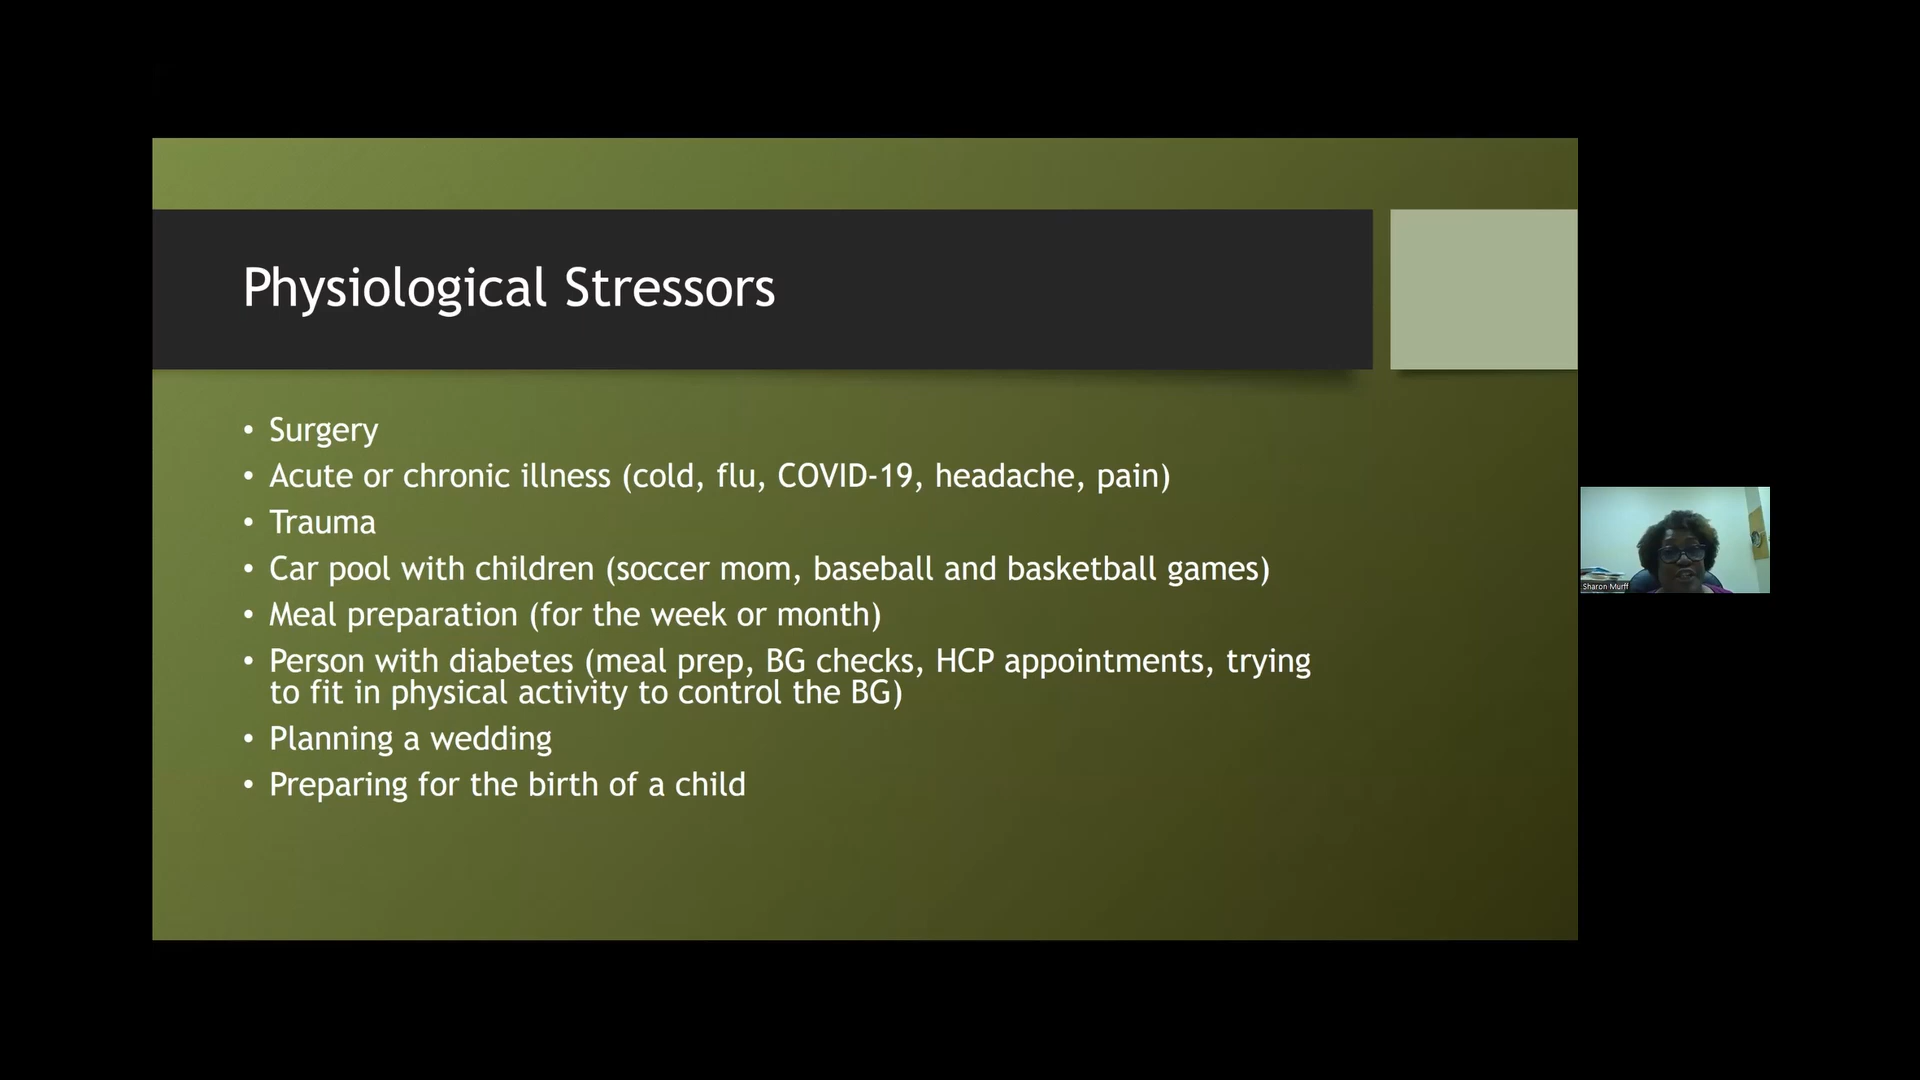 Physiological Stressors
• Surgery
• Acute or chronic illness (cold, flu, COVID-19, headache, pain)
• Trauma
• Car pool with children (soccer mom, baseball and basketball games)
• Meal preparation (for the week or month)
• Person with diabetes (meal prep, BG checks, HCP appointments, trying
to fit in physical activity to control the BG)
• Planning a wedding
• Preparing for the birth of a child
Sharon Murff